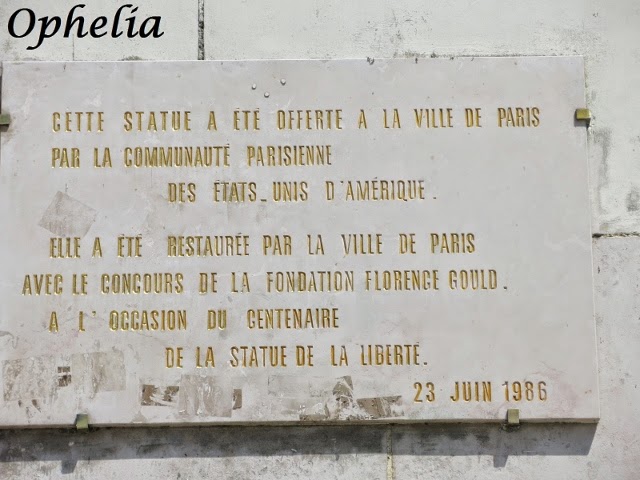 Ophelia
CETTE STATUE A ÉTÉ OFFERTE A LA VILLE DE PARIS
PAR LA COMMUNAUTÉ PARISIENNE
DES ÉTATS-UNIS D'AMÉRIQUE.
ELLE A ÉTÉ RESTAURÉE PAR LA VILLE DE PARIS
AVEC LE CONCOURS DE LA FONDATION FLORENCE GOULD.
A L'OCCASION DU CENTENAIRE
DE LA STATUE DE LA LIBERTÉ.
23 JUIN 1986